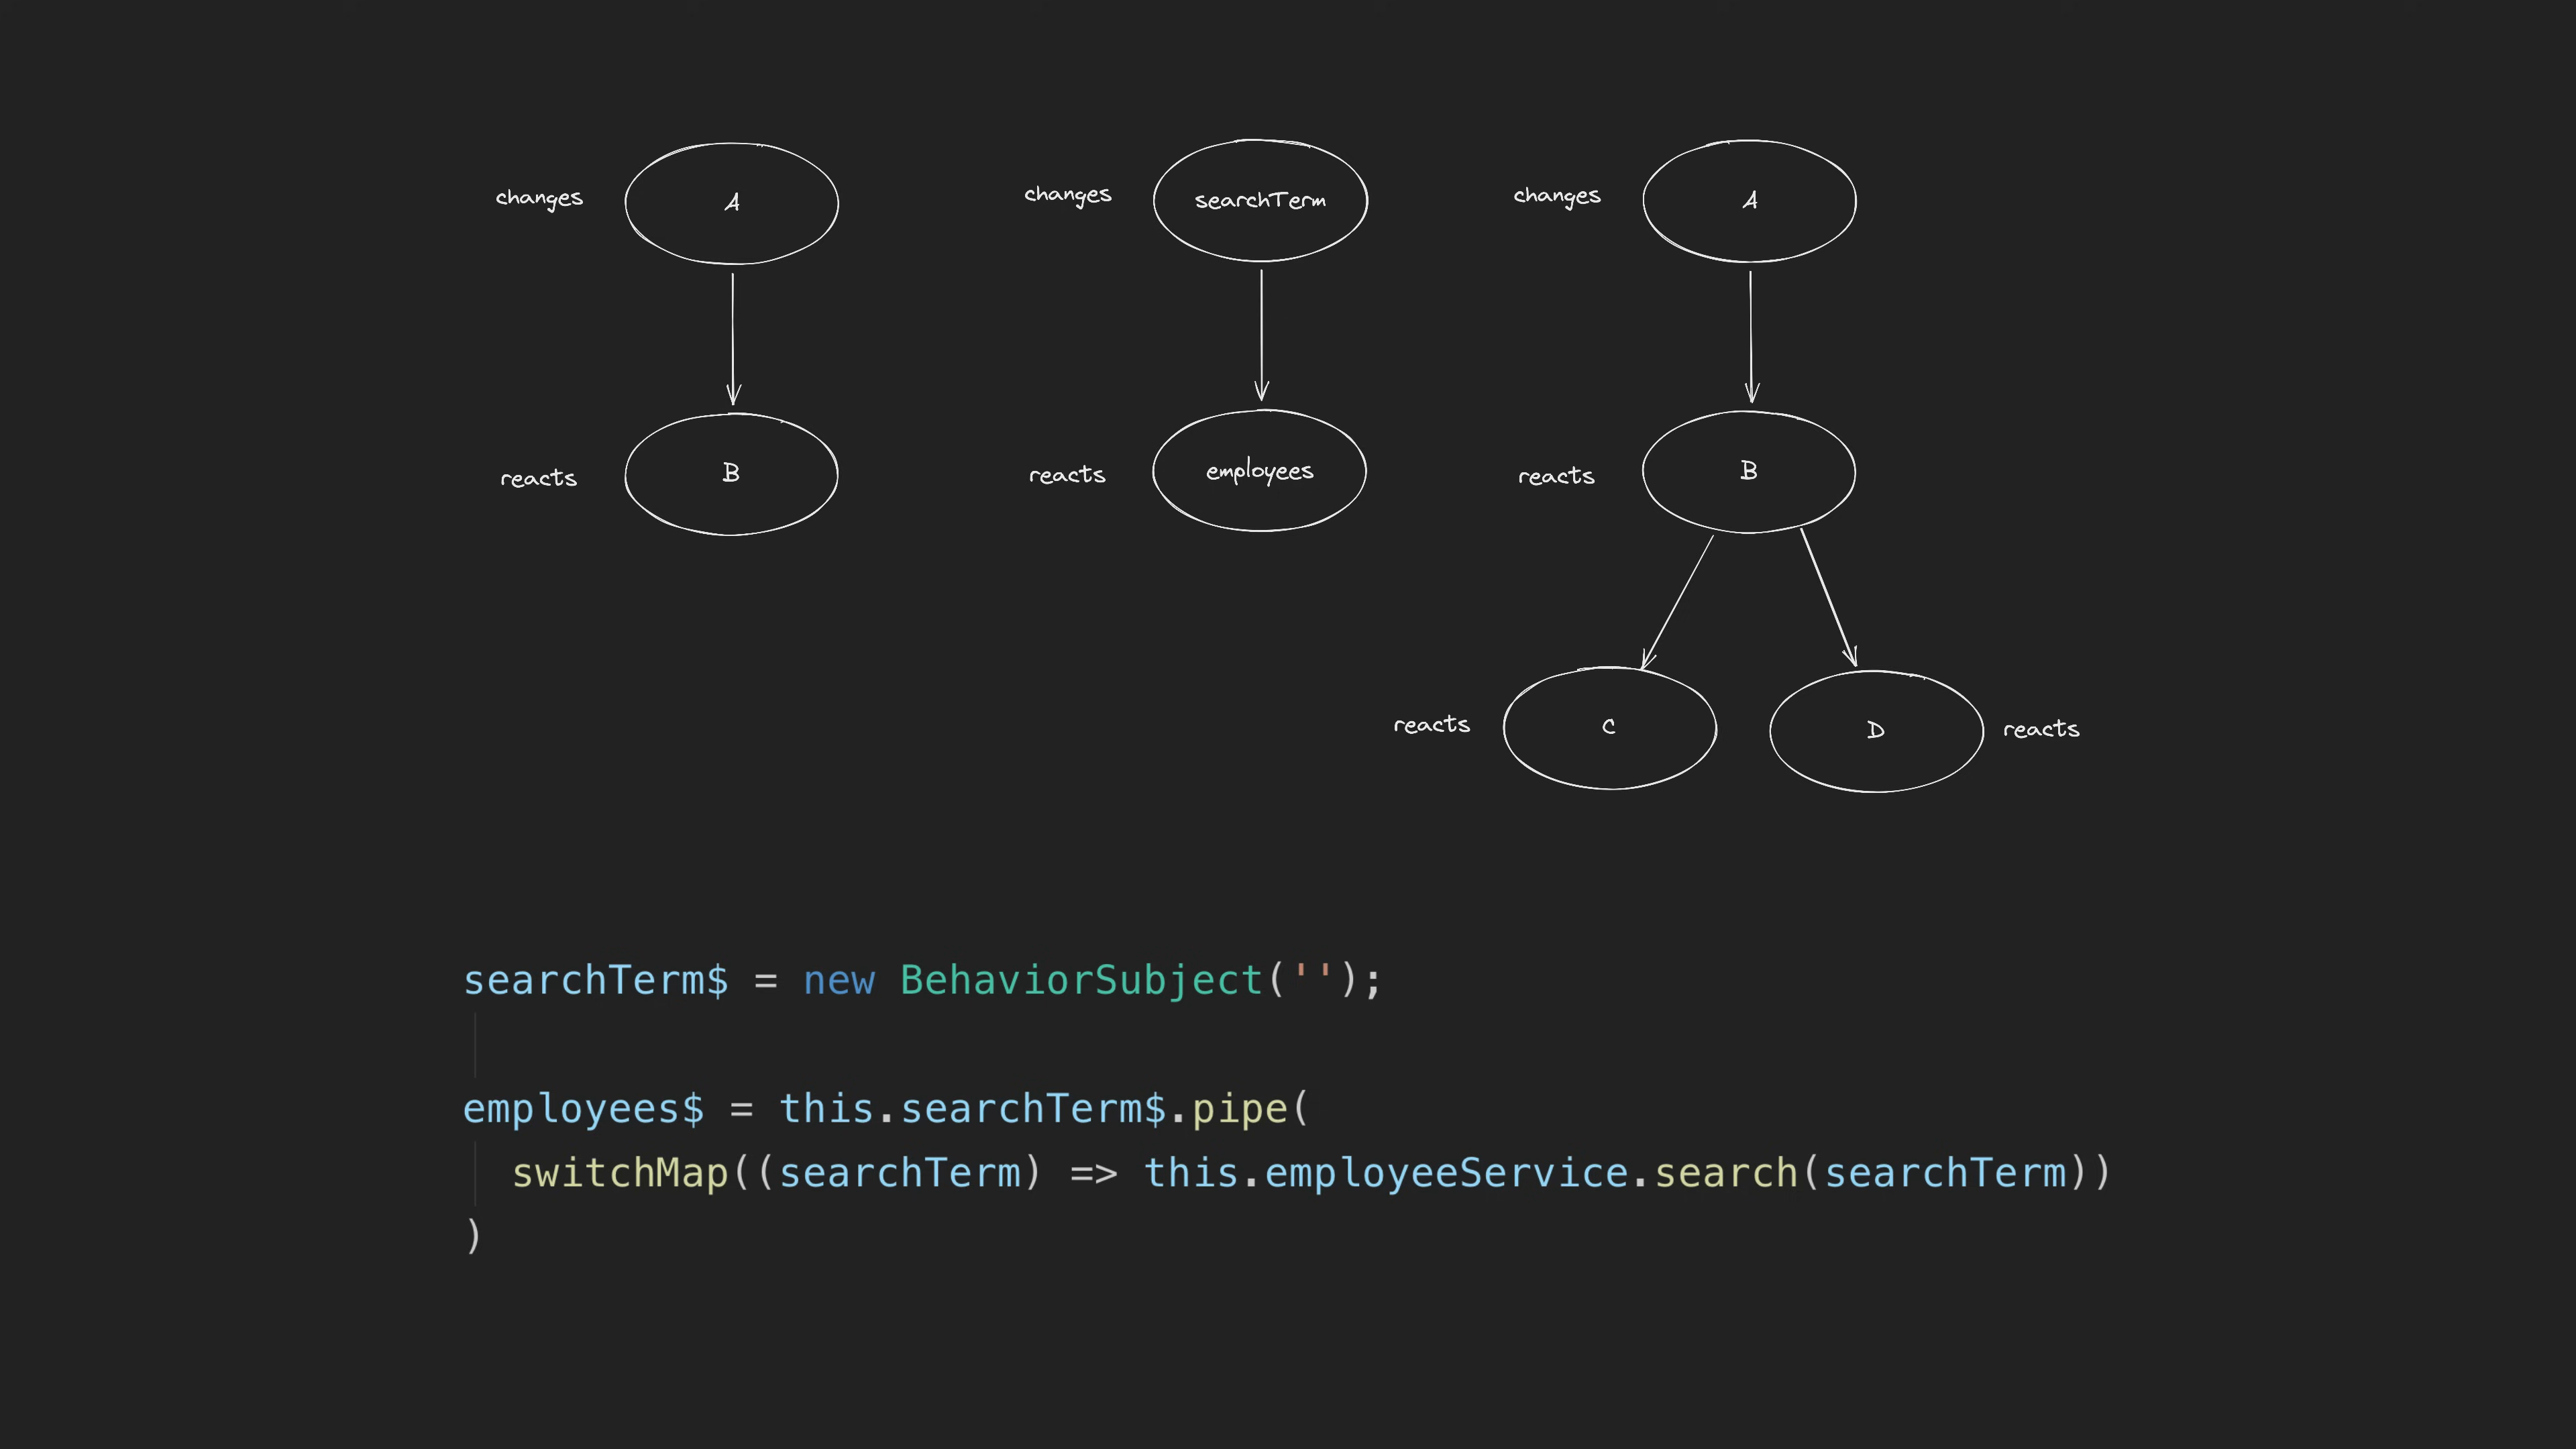 changes
A
reacts
B
changes
searchTerm
reacts
employees
changes
A
reacts
B
reacts
C
D
reacts
searchTerm$ = new BehaviorSubject('');
employees$ = this.searchTerm$.pipe(
  switchMap((searchTerm) => this.employeeService.search(searchTerm))
)